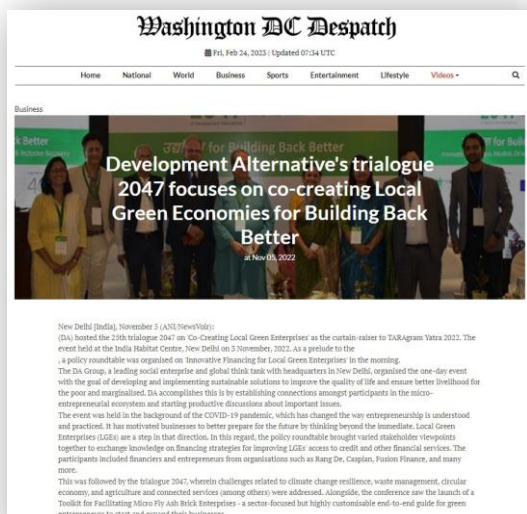 Washington DC Despatch
Fri, Feb 24, 2023 | Updated 07:54 UTC
Home National World Business Sports Entertainment Lifestyle Videos
Business
2047
उद्यमिता for Building Back Better
Development Alternative's trialogue
2047 focuses on co-creating Local
Green Economies for Building Back
Better
at Nov 05, 2022
New Delhi [India], November 5 (ANI/NewsVoir):
(DA) hosted the 25th trialogue 2047 on 'Co-Creating Local Green Enterprises' as the curtain-raiser to TARAgram Yatra 2022. The
event held at the India Habitat Centre, New Delhi on 3 November, 2022. As a prelude to the
, a policy roundtable was organised on 'Innovative Financing for Local Green Enterprises' in the morning.
The DA Group, a leading social enterprise and global think tank with headquarters in New Delhi, organised the one-day event
with the goal of developing and implementing sustainable solutions to improve the quality of life and ensure better livelihood for
the poor and marginalised. DA accomplishes this is by establishing connections amongst participants in the micro-
entrepreneurial ecosystem and starting productive discussions about important issues.
The event was held in the background of the COVID-19 pandemic, which has changed the way entrepreneurship is understood
and practiced. It has motivated businesses to better prepare for the future by thinking beyond the immediate. Local Green
Enterprises (LGEs) are a step in that direction. In this regard, the policy roundtable brought varied stakeholder viewpoints
together to exchange knowledge on financing strategies for improving LGEs' access to credit and other financial services. The
participants included financiers and entrepreneurs from organisations such as Rang De, Caspian, Fusion Finance, and many
more.
This was followed by the trialogue 2047, wherein challenges related to climate change resilience, waste management, circular
economy, and agriculture and connected services (among others) were addressed. Alongside, the conference saw the launch of a
Toolkit for Facilitating Micro Fly Ash Brick Enterprises - a sector-focused but highly customisable end-to-end guide for green
entrepreneurs to start and expand their businesses.